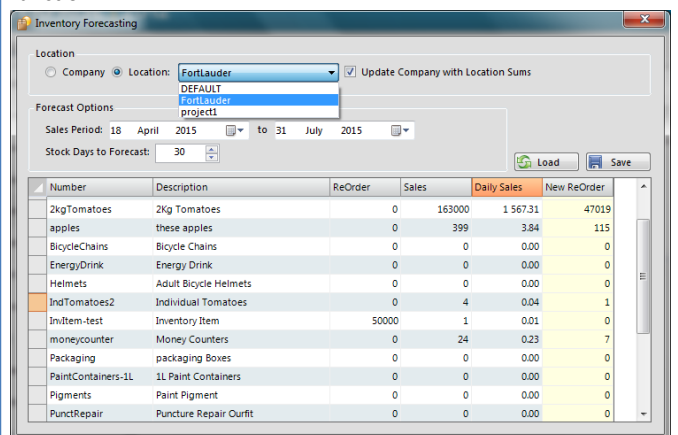 Inventory Forecasting
Location
Company Location: FortLauder Update Company with Location Sums
DEFAULT
FortLauder
project1
Forecast Options
Sales Period: 18 April 2015 to 31 July 2015
Stock Days to Forecast: 30
Load Save
Number Description ReOrder Sales Daily Sales New ReOrder
2kgTomatoes 2Kg Tomatoes 0 163000 1 567.31 47019
apples these apples 0 399 3.84 115
BicycleChains Bicycle Chains 0 0 0.00 0
EnergyDrink Energy Drink 0 0 0.00 0
Helmets Adult Bicycle Helmets 0 0 0.00 0
IndTomatoes2 Individual Tomatoes 0 4 0.04 1
InvItem-test Inventory Item 50000 1 0.01 0
moneycounter Money Counters 0 24 0.23 7
Packaging packaging Boxes 0 0 0.00 0
PaintContainers-1L 1L Paint Containers 0 0 0.00 0
Pigments Paint Pigment 0 0 0.00 0
PunctRepair Puncture Repair Ourfit 0 0 0.00 0